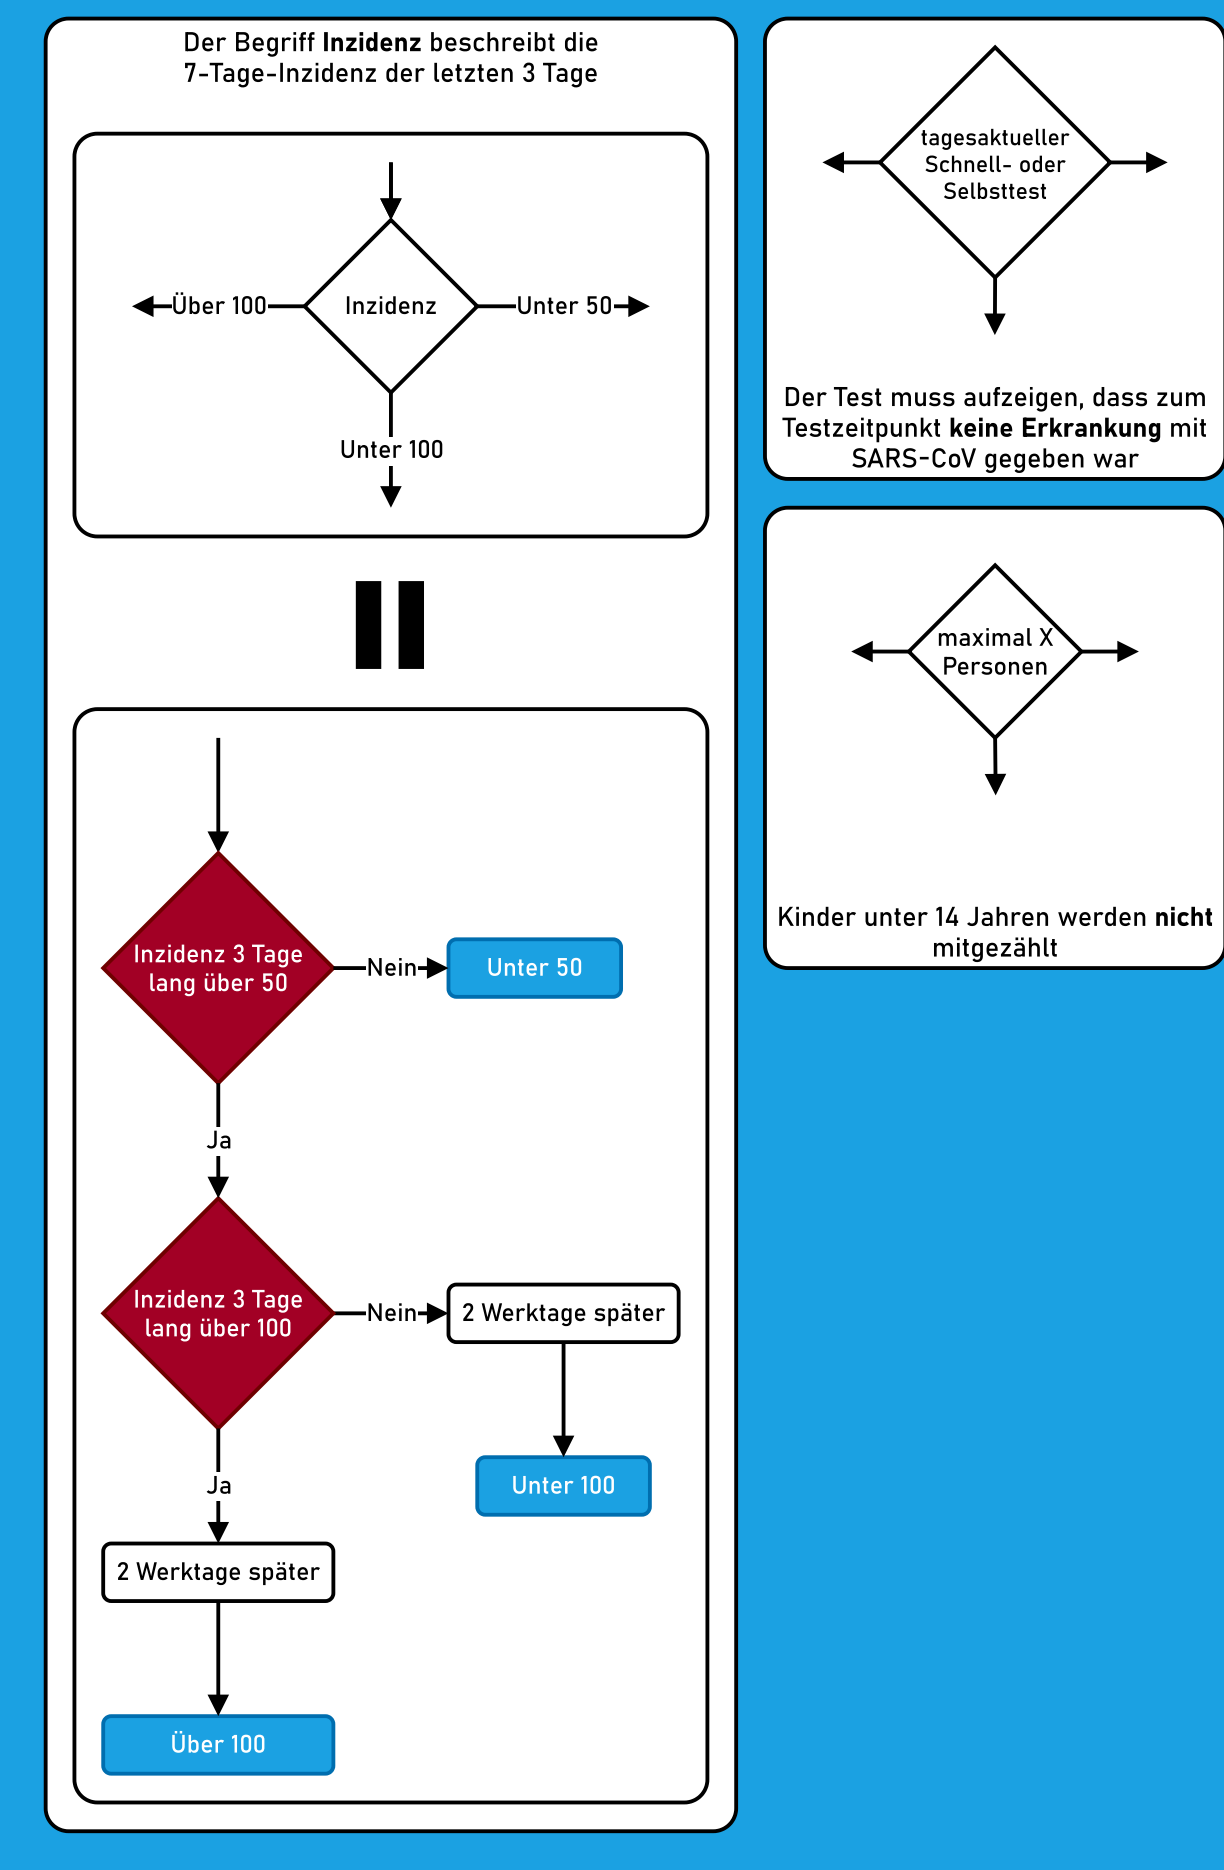 Der Begriff Inzidenz beschreibt die
7-Tage-Inzidenz der letzten 3 Tage
Über 100
Inzidenz
Unter 50
Unter 100
Inzidenz 3 Tage
lang über 50
Nein
Unter 50
Ja
Inzidenz 3 Tage
lang über 100
Nein
2 Werktage später
Unter 100
Ja
2 Werktage später
Über 100
tagesaktueller
Schnell- oder
Selbsttest
Der Test muss aufzeigen, dass zum
Testzeitpunkt keine Erkrankung mit
SARS-CoV gegeben war
maximal X
Personen
Kinder unter 14 Jahren werden nicht
mitgezählt